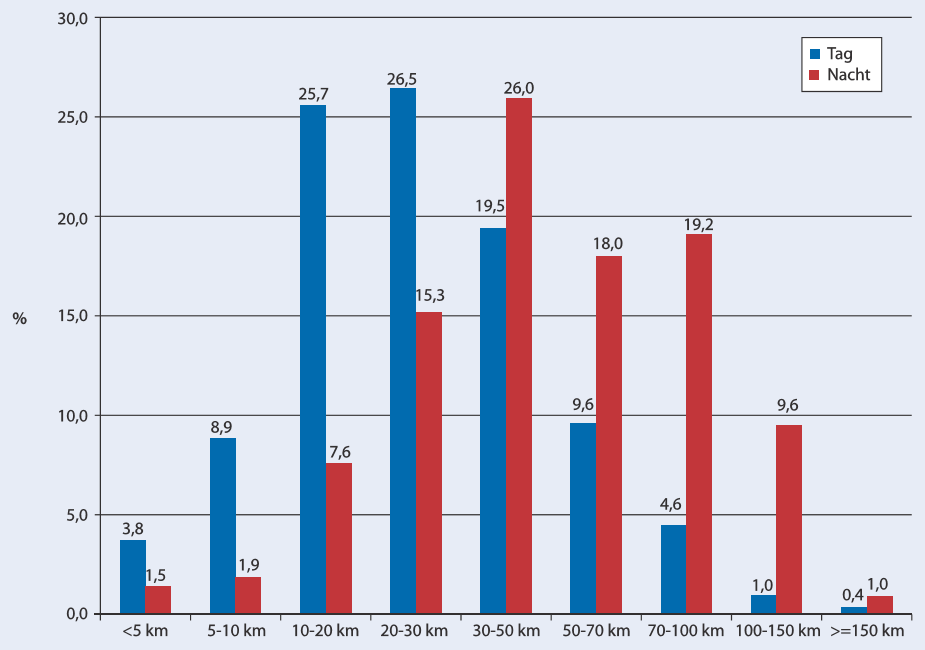 30,0
Tag
Nacht
26,5
26,0
25,7
25,0
20,0
19,5
19,2
18,0
%
15,0
15,3
10,0
9,6
9,6
8,9
7,6
5,0
4,6
3,8
1,5
1,9
1,0
0,4
1,0
0,0
<5 km
5-10 km
10-20 km
20-30 km
30-50 km
50-70 km
70-100 km
100-150 km
>=150 km